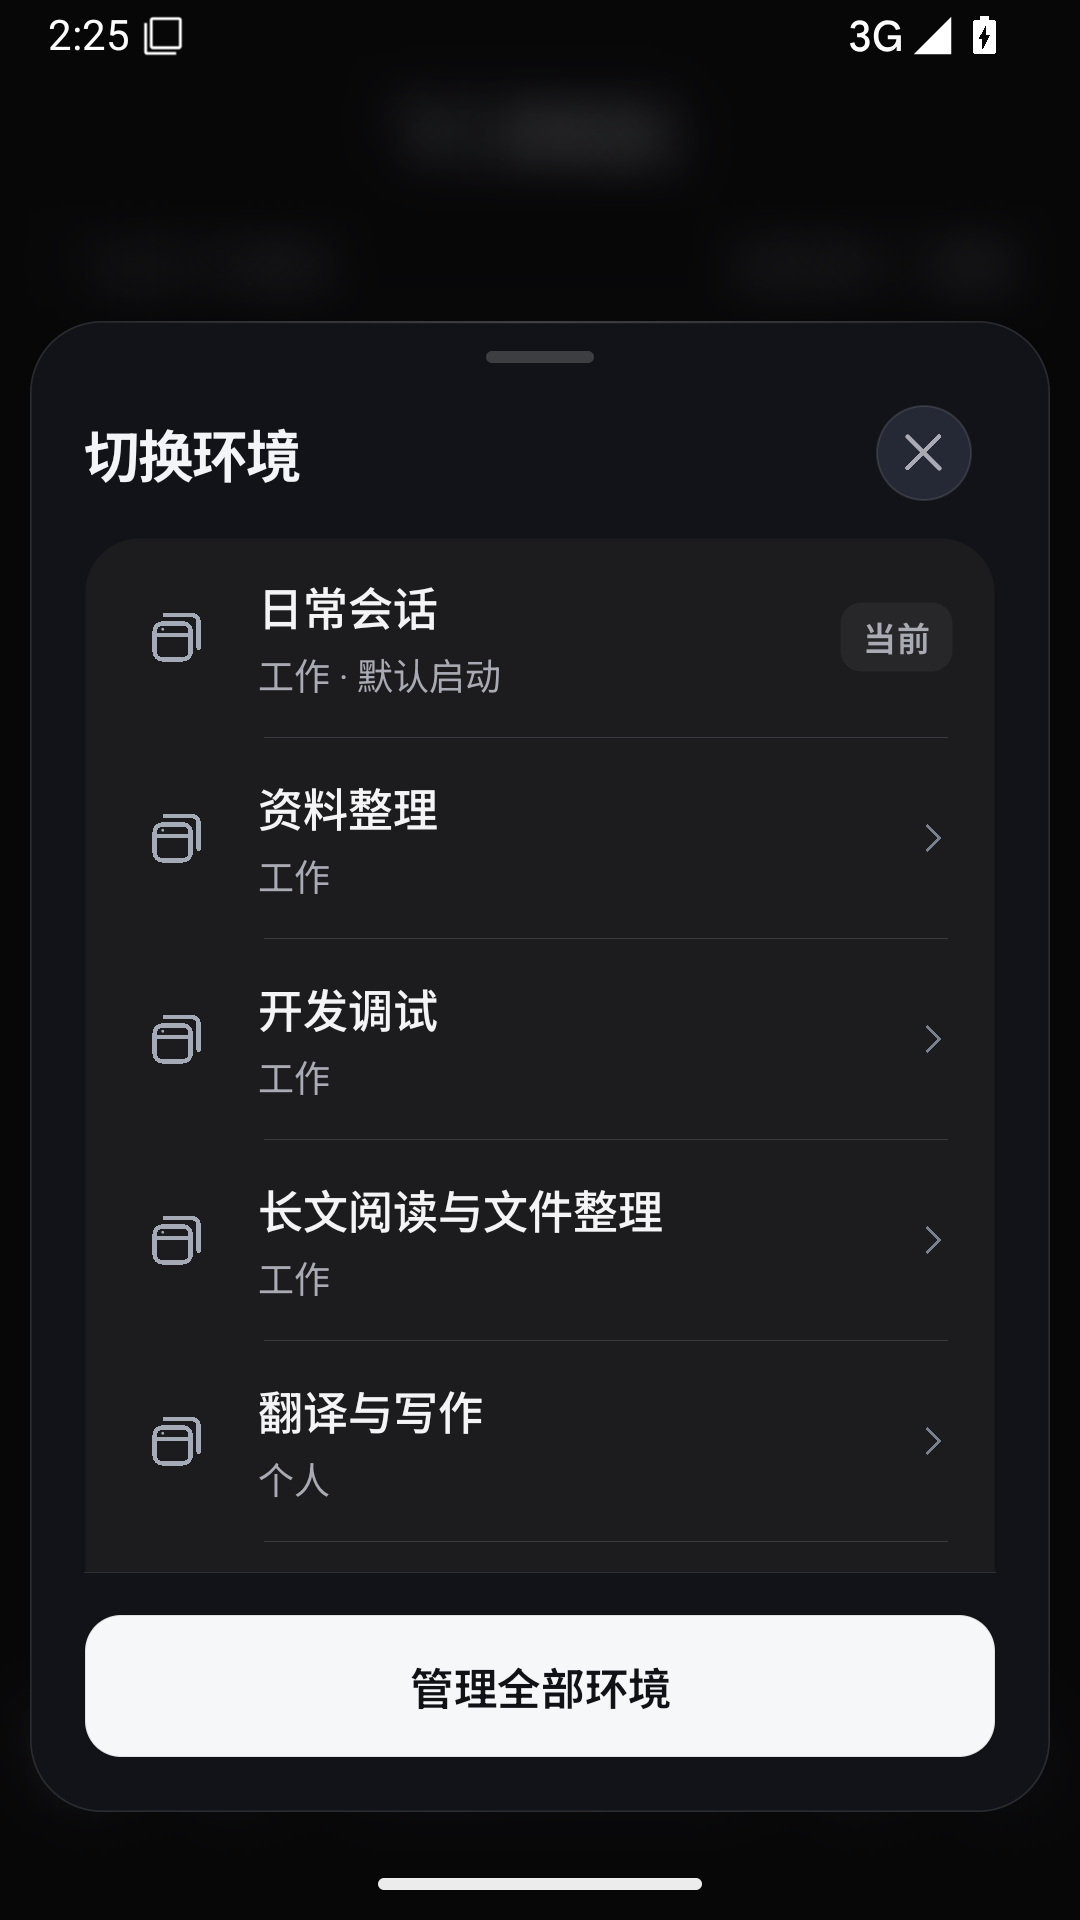 2:25
3G
切换环境
日常会话
当前
工作 · 默认启动
资料整理
工作
开发调试
工作
长文阅读与文件整理
工作
翻译与写作
个人
管理全部环境